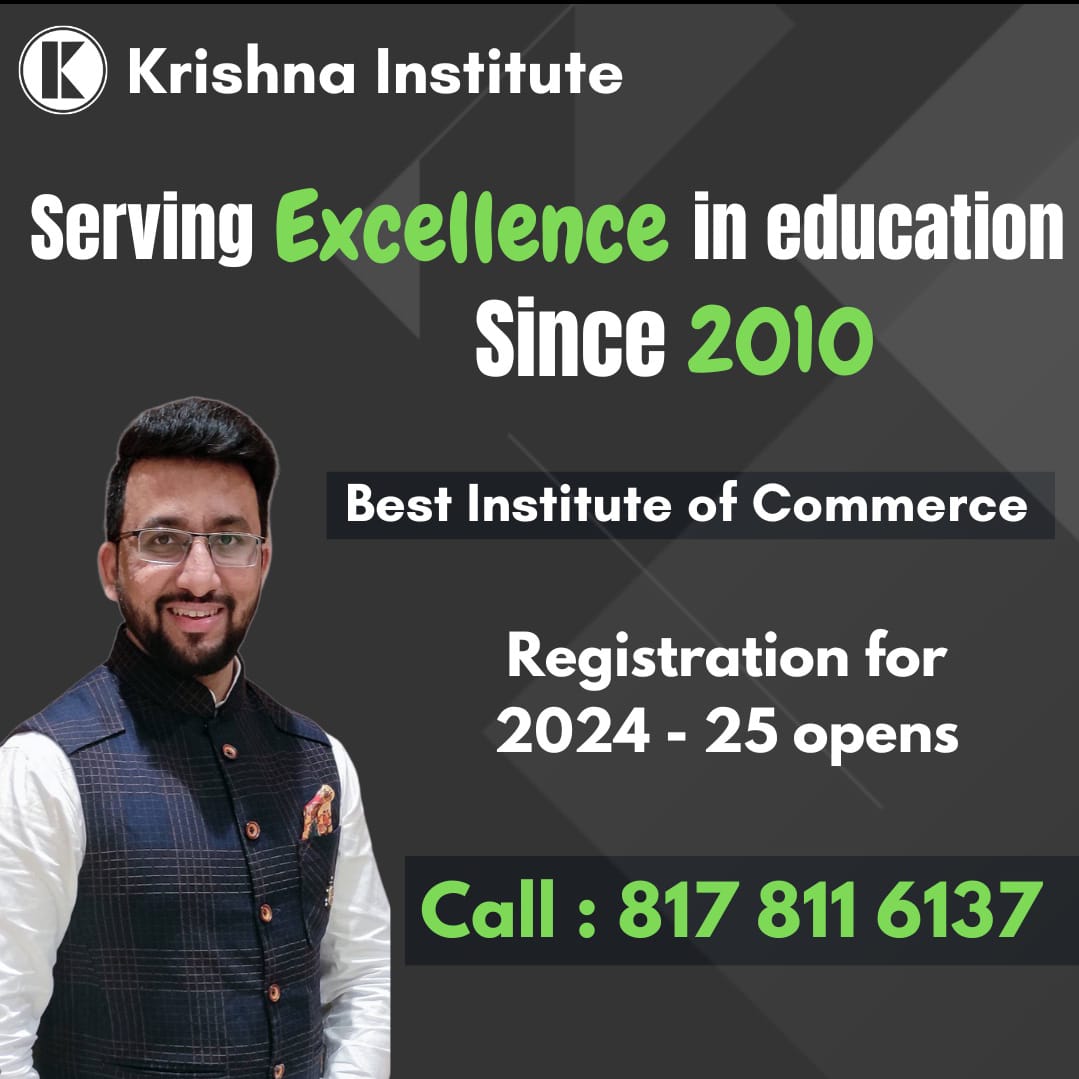 K Krishna Institute
Serving Excellence in education
Since 2010
Best Institute of Commerce
Registration for
2024 - 25 opens
Call : 817 811 6137